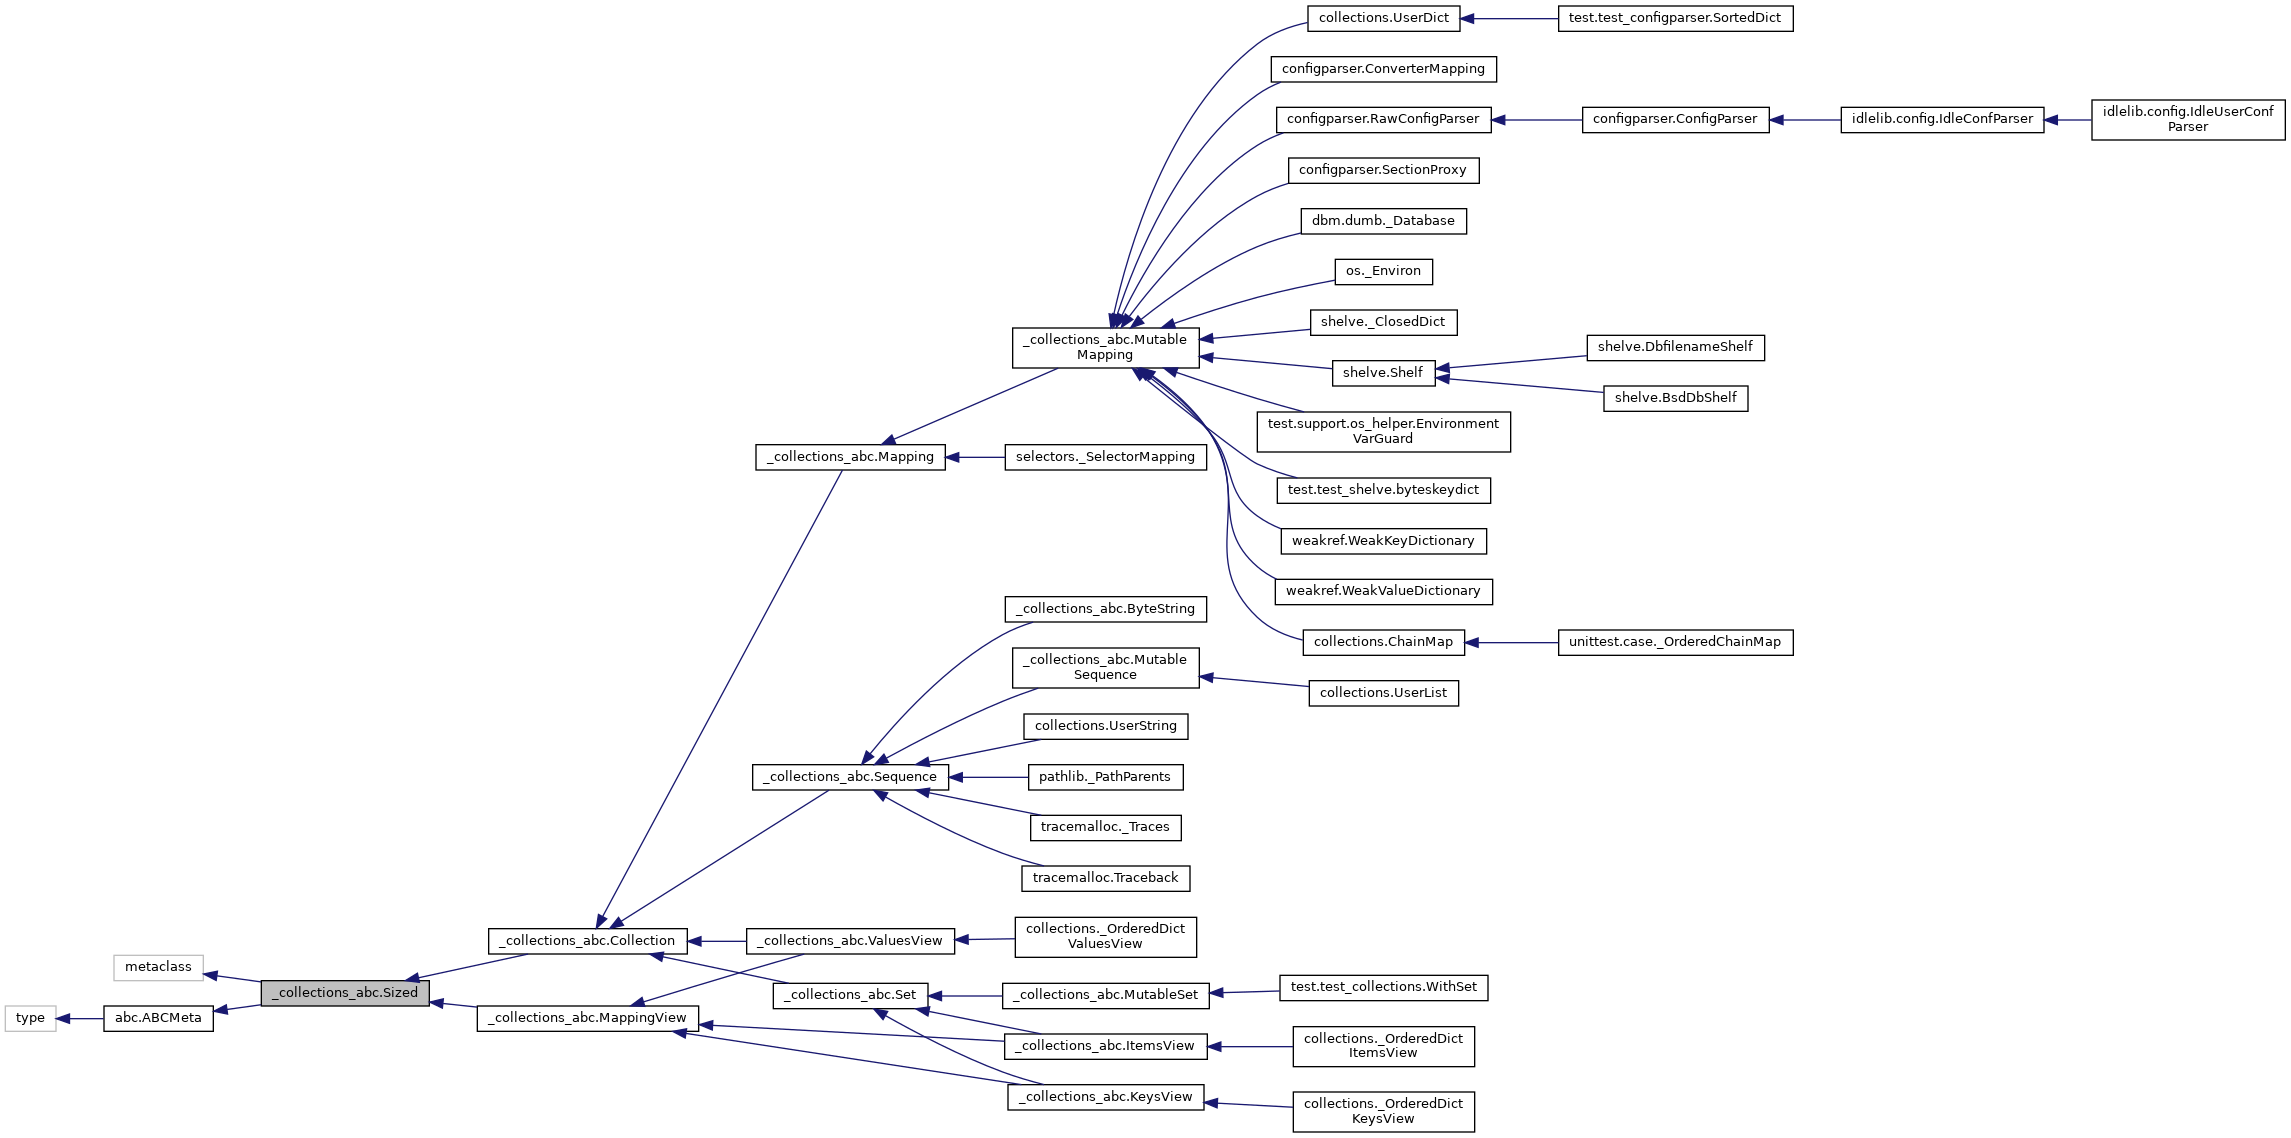 collections.UserDict
test.test_configparser.SortedDict
configparser.ConverterMapping
configparser.RawConfigParser
configparser.ConfigParser
idlelib.config.IdleConfParser
idlelib.config.IdleUserConf
Parser
configparser.SectionProxy
dbm.dumb._Database
os._Environ
shelve._ClosedDict
_collections_abc.Mutable
Mapping
shelve.DbfilenameShelf
shelve.Shelf
shelve.BsdDbShelf
test.support.os_helper.Environment
VarGuard
_collections_abc.Mapping
selectors._SelectorMapping
test.test_shelve.byteskeydict
weakref.WeakKeyDictionary
weakref.WeakValueDictionary
_collections_abc.ByteString
collections.ChainMap
unittest.case._OrderedChainMap
_collections_abc.Mutable
Sequence
collections.UserList
collections.UserString
_collections_abc.Sequence
pathlib._PathParents
tracemalloc._Traces
tracemalloc.Traceback
_collections_abc.Collection
_collections_abc.ValuesView
collections._OrderedDict
ValuesView
metaclass
_collections_abc.Sized
_collections_abc.Set
_collections_abc.MutableSet
test.test_collections.WithSet
type
abc.ABCMeta
_collections_abc.MappingView
_collections_abc.ItemsView
collections._OrderedDict
ItemsView
_collections_abc.KeysView
collections._OrderedDict
KeysView